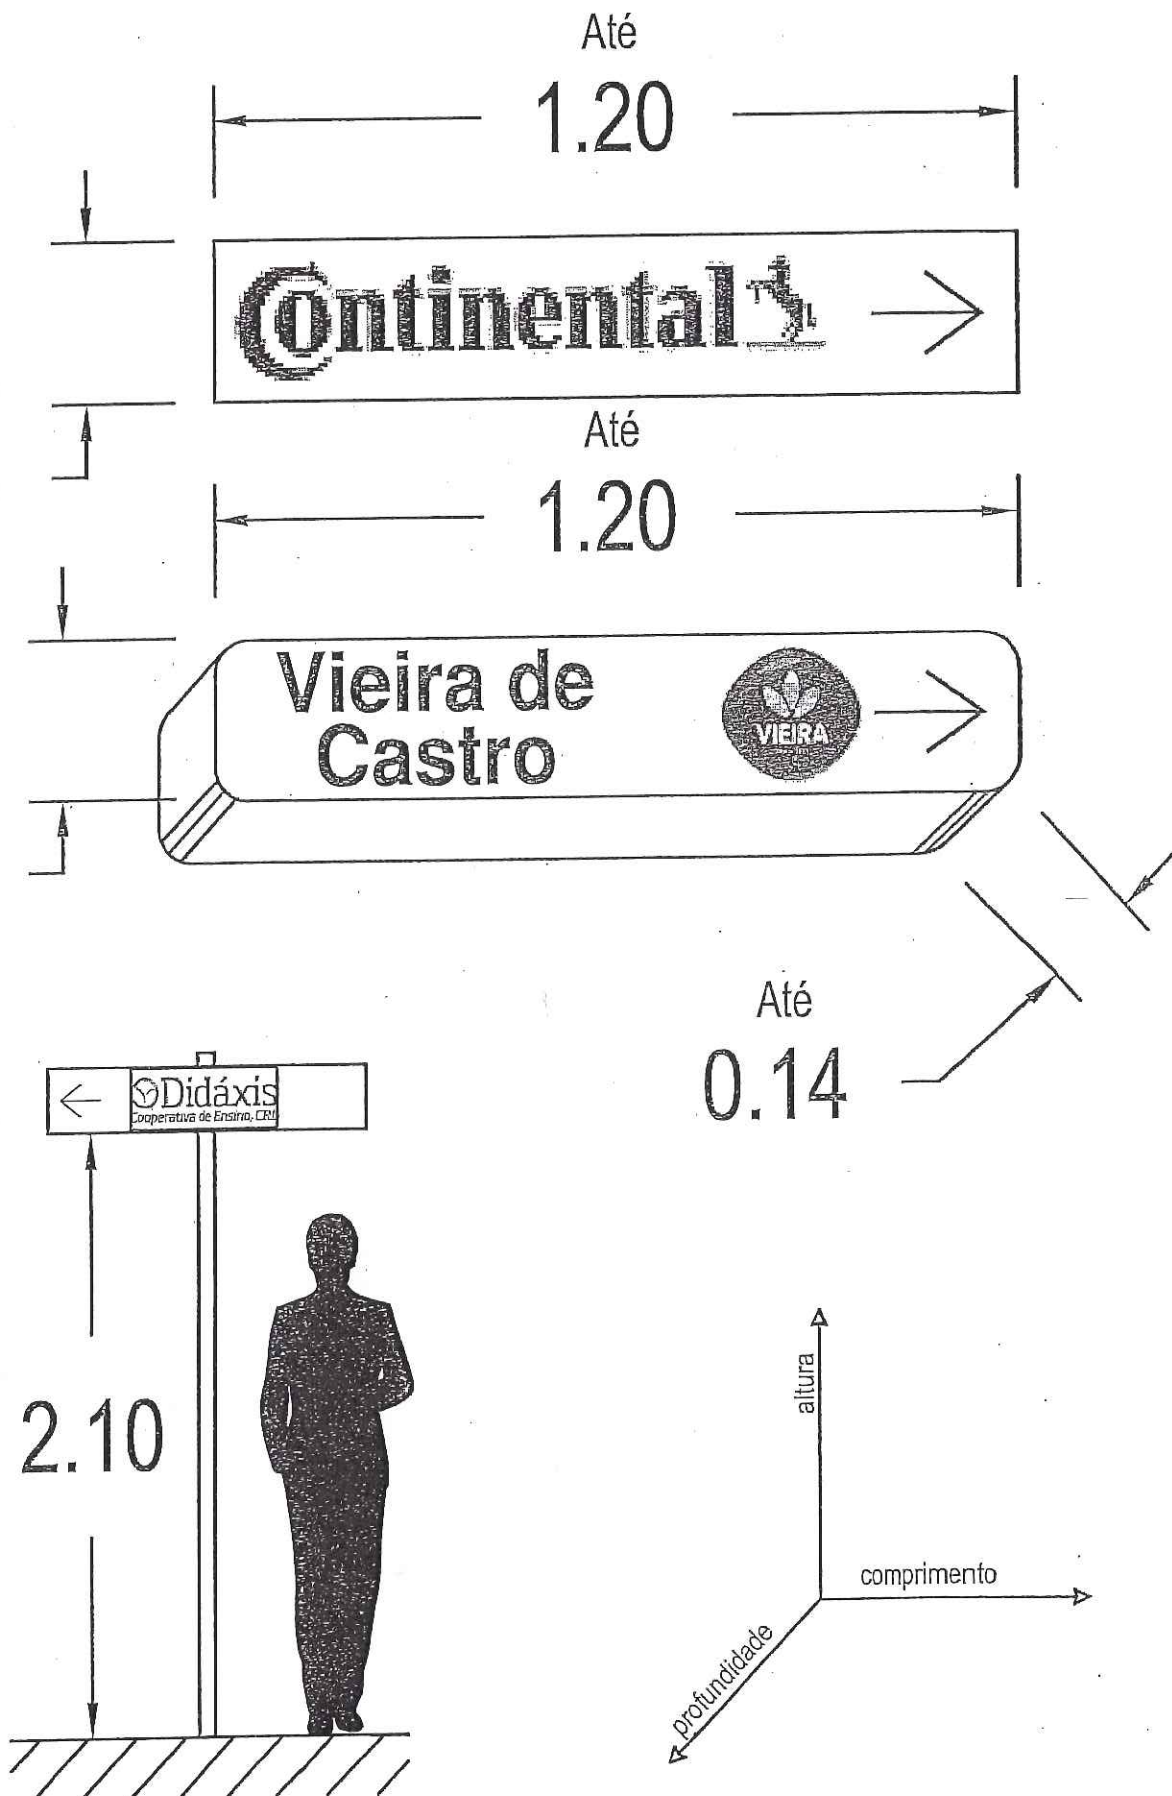 Até
1.20
Continental
Até
1.20
Vieira de
Castro
VIEIRA
Até
0.14
Didáxis
Cooperativa de Ensino, CRL
2.10
altura
comprimento
profundidade